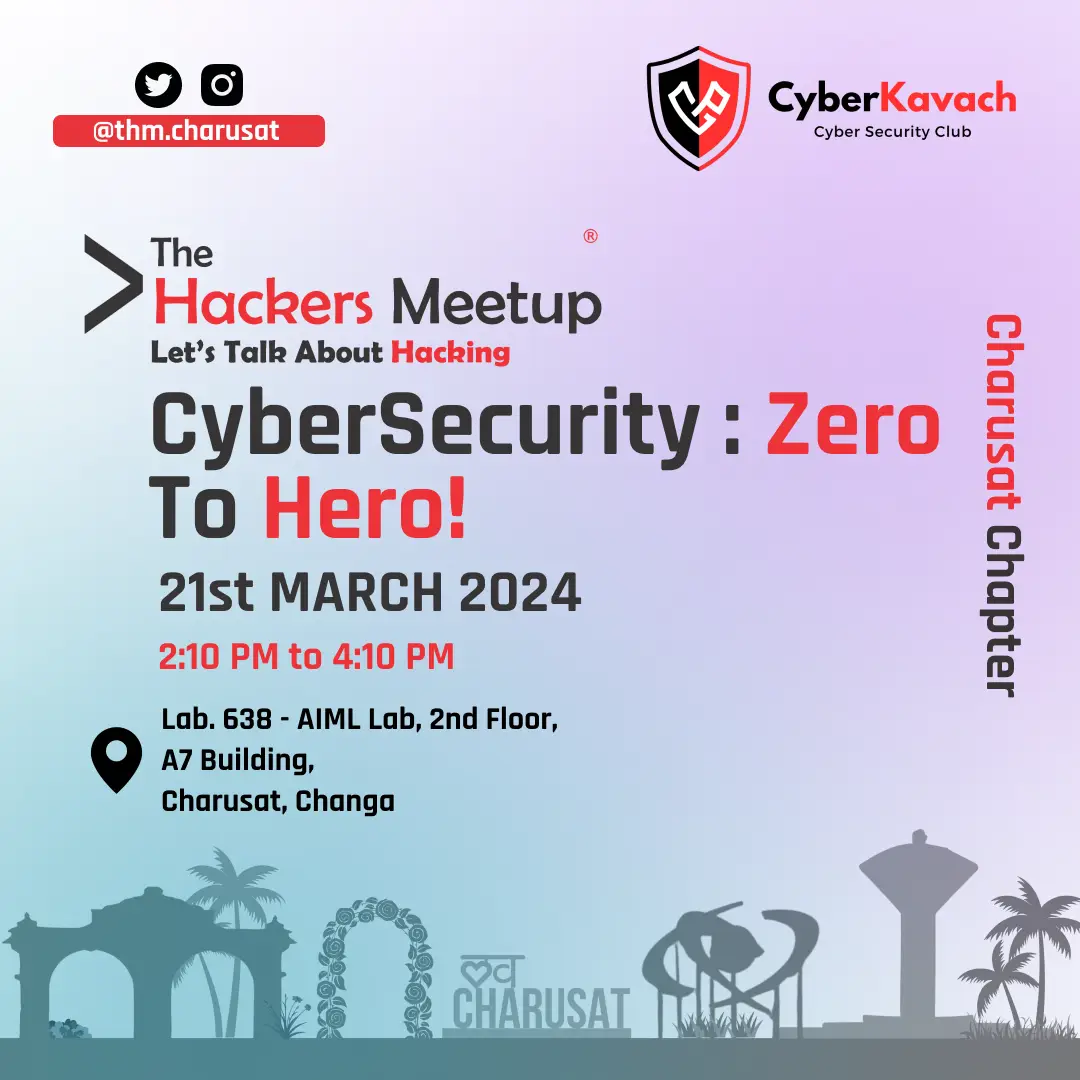 @thm.charusat
CyberKavach
Cyber Security Club
®
The
Hackers Meetup
Let's Talk About Hacking
CyberSecurity : Zero
To Hero!
21st MARCH 2024
2:10 PM to 4:10 PM
Lab. 638 - AIML Lab, 2nd Floor,
A7 Building,
Charusat, Changa
Charusat Chapter
लव
CHARUSAT